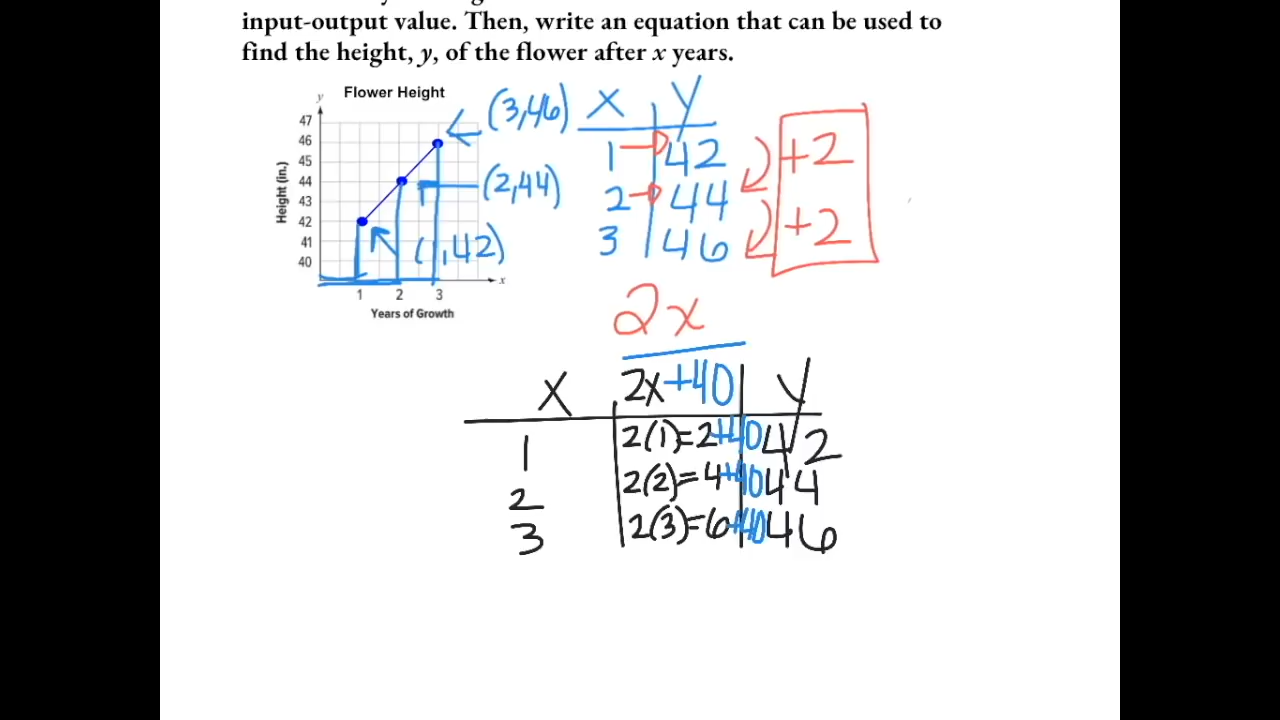 input-output value. Then, write an equation that can be used to
find the height, y, of the flower after x years.
Flower Height
y
47
46
45
44
43
42
41
40
Height (in.)
1 2 3
x
Years of Growth
(3,46)
(2,44)
(1,42)
X Y
1 42
2 44
3 46
+2
+2
2x
X 2x+40 Y
1 2(1)=2+40 42
2 2(2)=4+40 44
3 2(3)=6+40 46